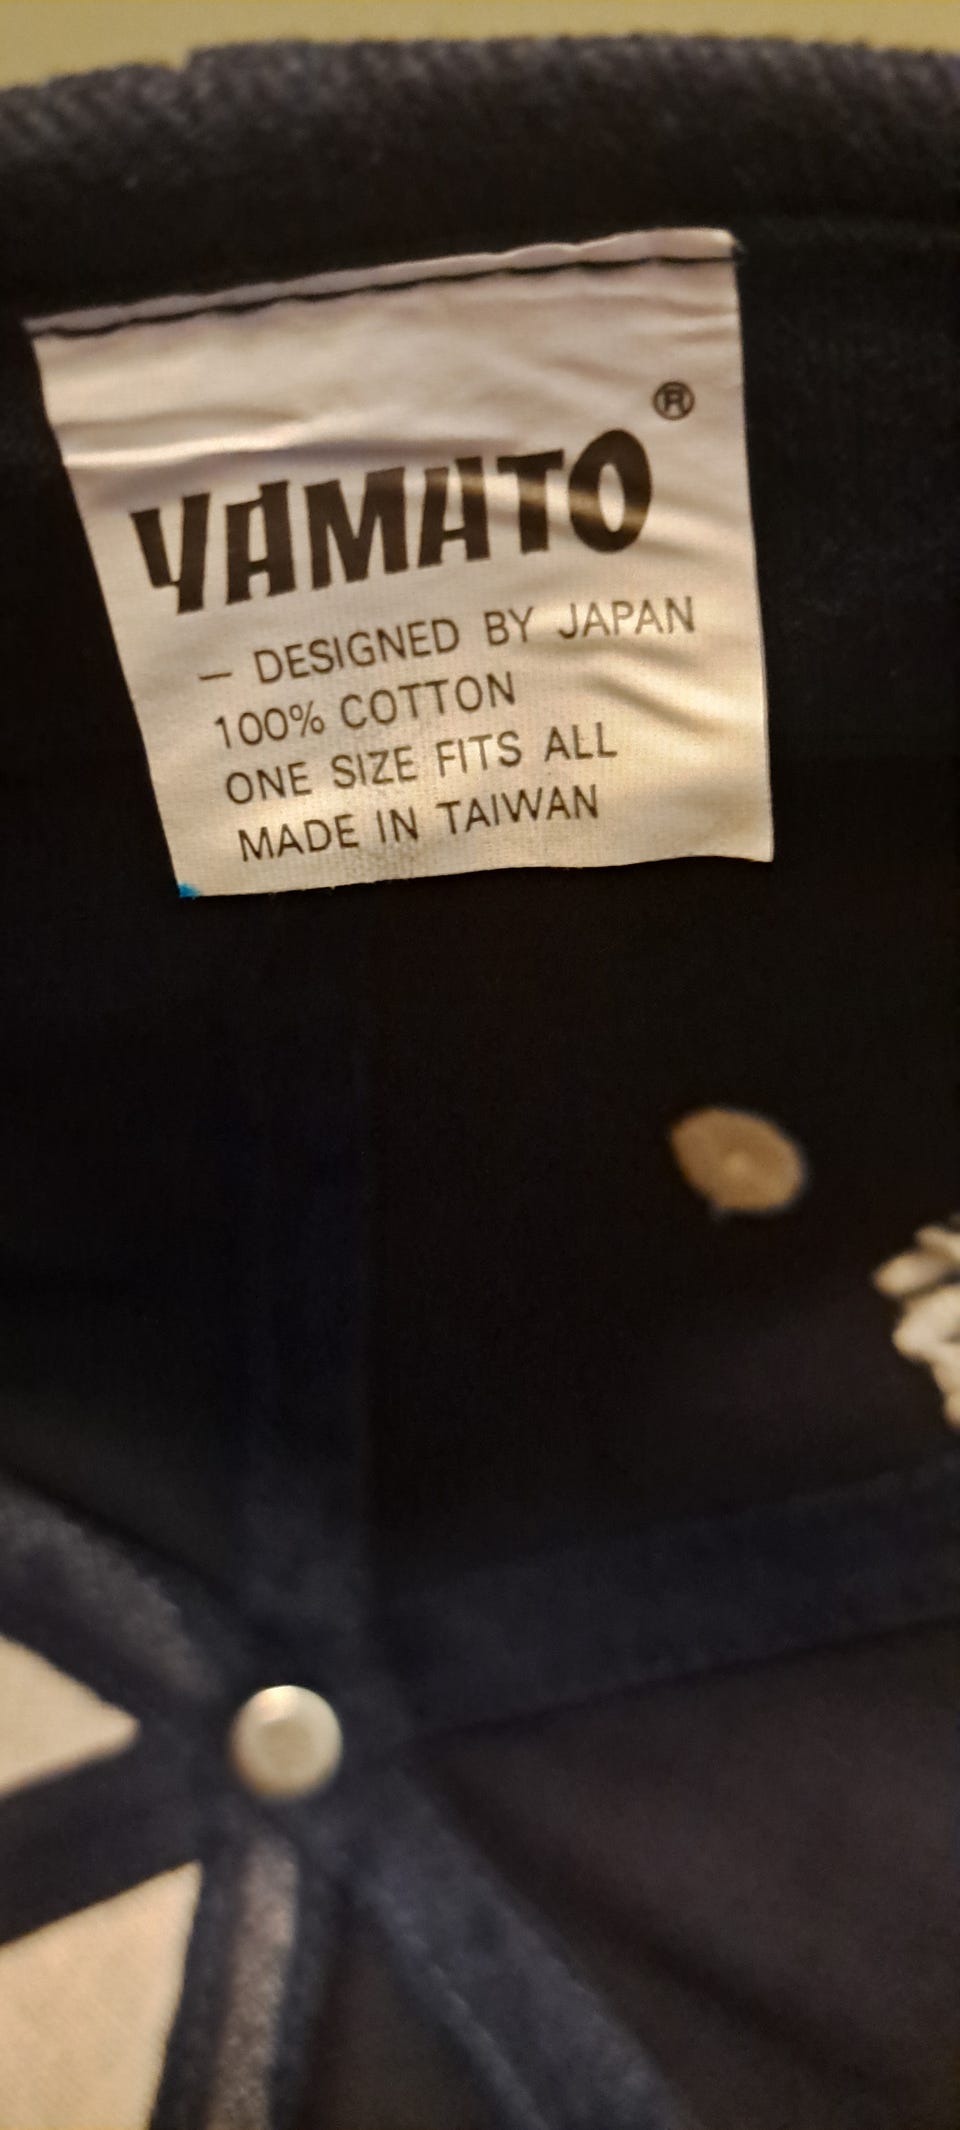 YAMATO®
— DESIGNED BY JAPAN
100% COTTON
ONE SIZE FITS ALL
MADE IN TAIWAN